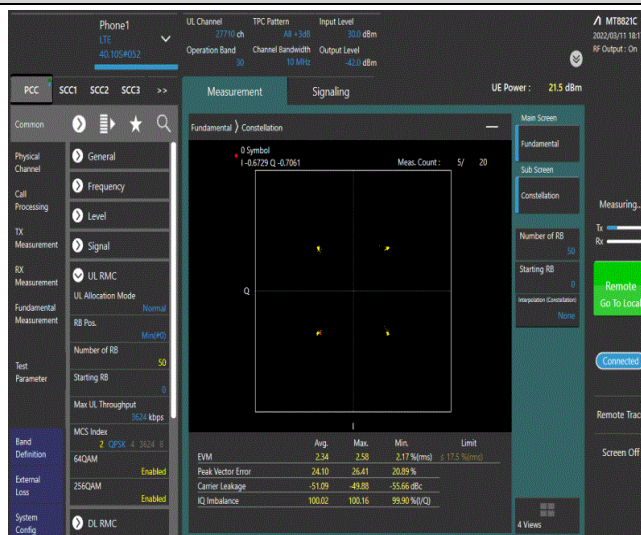 Phone1
LTE
40.10S#052
UL Channel TPC Pattern Input Level
27710 ch All +3dB 30.0 dBm
Operation Band Channel Bandwidth Output Level
30 10 MHz -42.0 dBm
MT8821C
2022/03/11 18:1
RF Output : On
PCC SCC1 SCC2 SCC3 >>
Measurement Signaling
UE Power : 21.5 dBm
Common
Physical Channel
Call Processing
TX Measurement
RX Measurement
Fundamental Measurement
Test Parameter
Band Definition
External Loss
System Config
General
Frequency
Level
Signal
UL RMC
UL Allocation Mode
Normal
RB Pos.
Min(#0)
Number of RB
50
Starting RB
0
Max UL Throughput
3624 kbps
MCS Index
2 QPSK 4 3624 8
64QAM
Enabled
256QAM
Enabled
DL RMC
Fundamental ⟩ Constellation
0 Symbol
I -0.6729 Q -0.7061
Meas. Count : 5/ 20
Q
I
Avg. Max. Min. Limit
EVM 2.34 2.58 2.17 %(rms) ≤ 17.5 %(rms)
Peak Vector Error 24.10 26.41 20.89 %
Carrier Leakage -51.09 -49.88 -55.66 dBc
IQ Imbalance 100.02 100.16 99.90 %(I/Q)
Main Screen
Fundamental
Sub Screen
Constellation
Number of RB
50
Starting RB
0
Interpolation (Constellation)
None
4 Views
Measuring..
Tx
Rx
Remote
Go To Local
Connected
Remote Trac
Screen Off